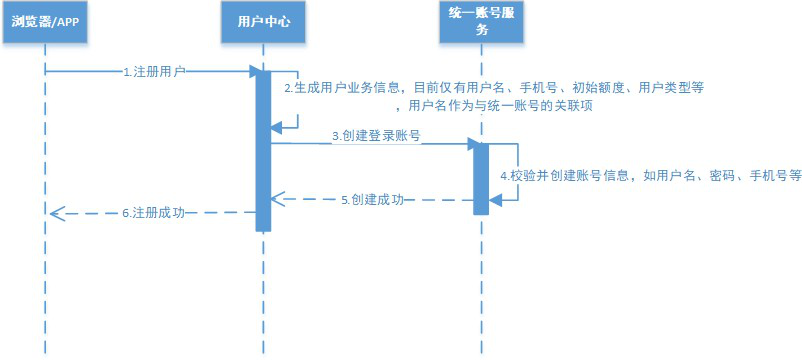 浏览器/APP
用户中心
统一账号服
务
1.注册用户
2.生成用户业务信息，目前仅有用户名、手机号、初始额度、用户类型等
，用户名作为与统一账号的关联项
3.创建登录账号
4.校验并创建账号信息，如用户名、密码、手机号等
5.创建成功
6.注册成功